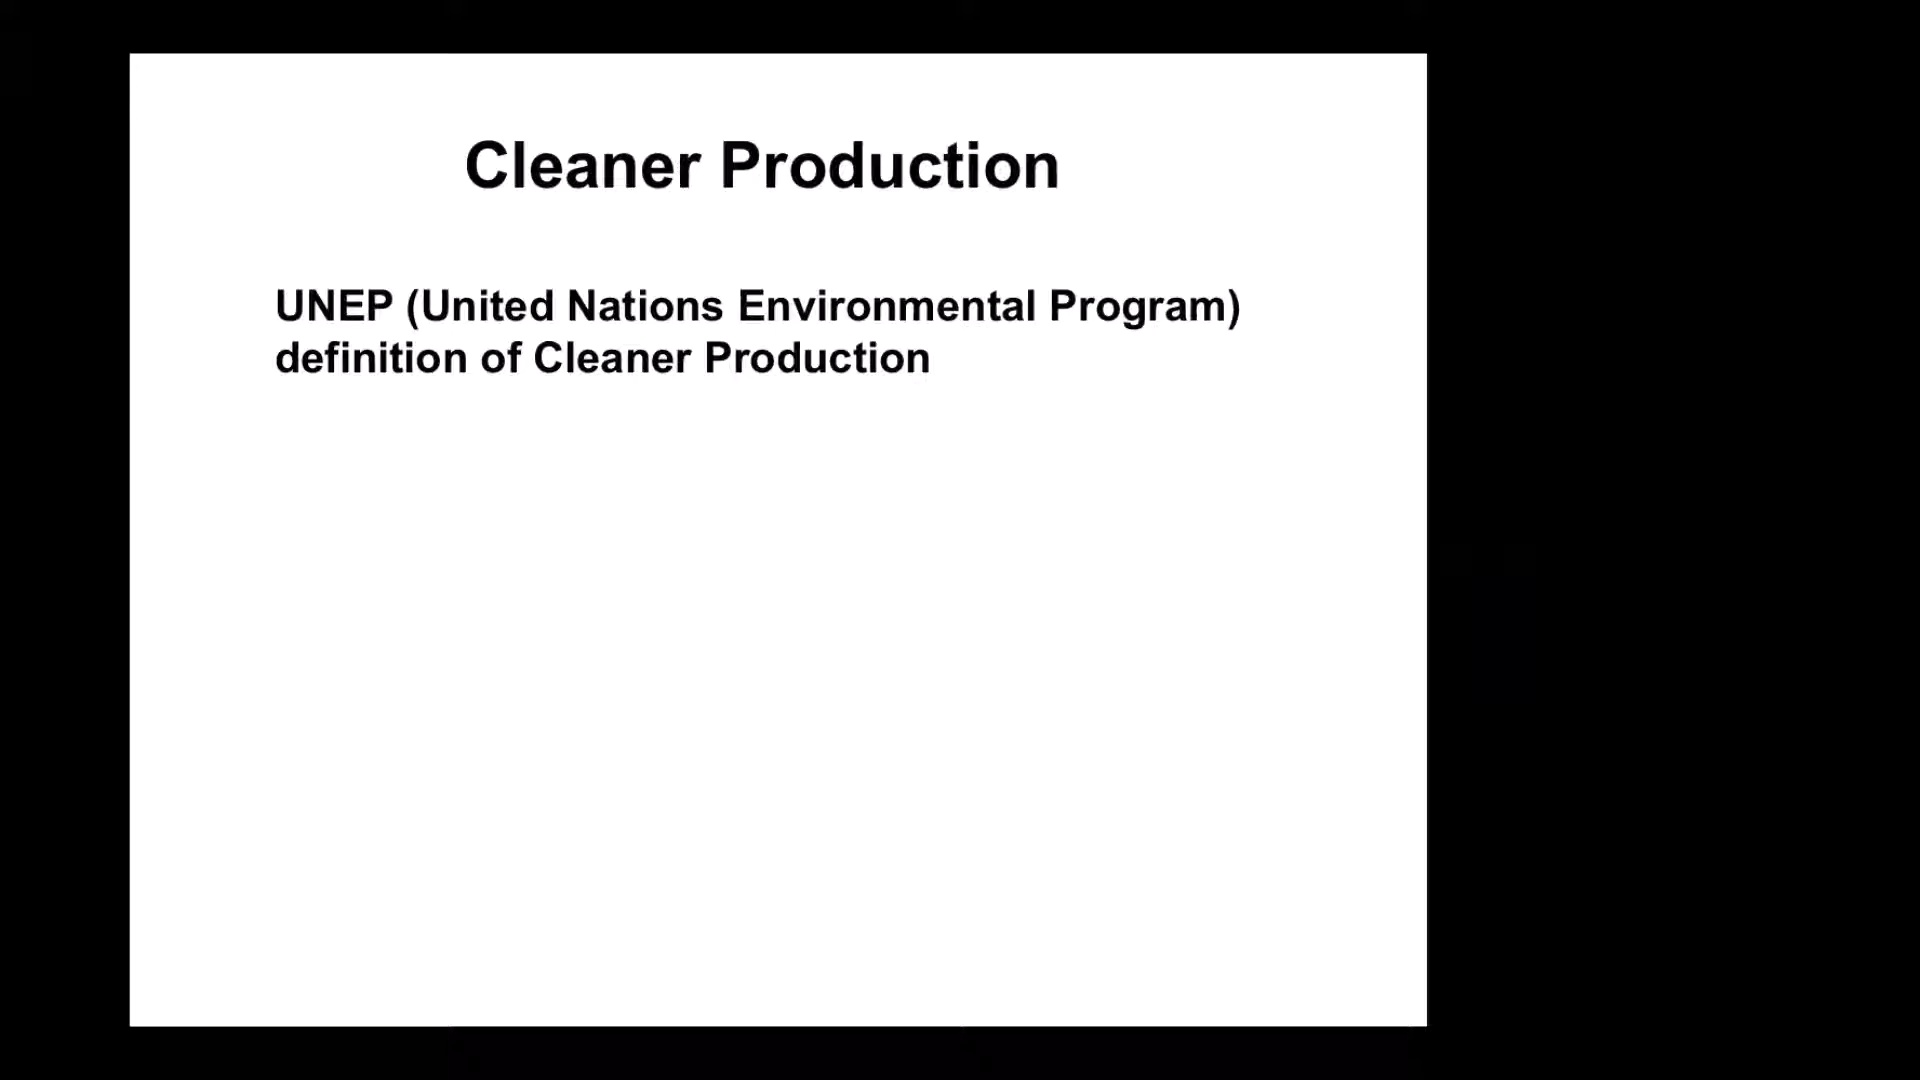 Cleaner Production
UNEP (United Nations Environmental Program)
definition of Cleaner Production